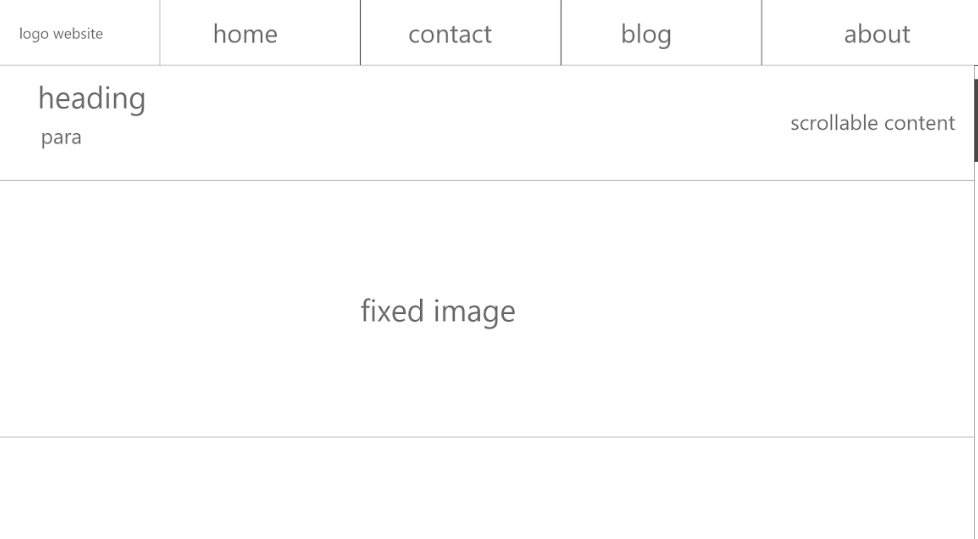 logo website
home
contact
blog
about
heading
para
scrollable content
fixed image